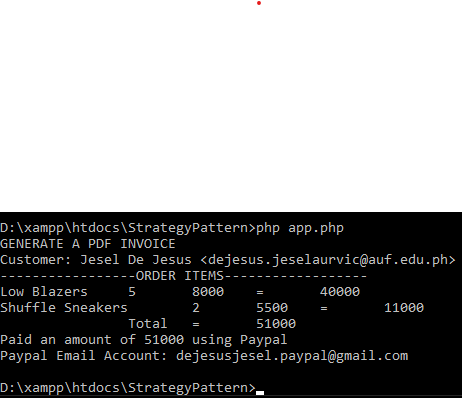 D:\xampp\htdocs\StrategyPattern>php app.php
GENERATE A PDF INVOICE
Customer: Jesel De Jesus <dejesus.jeselaurvic@auf.edu.ph>
-----------------ORDER ITEMS------------------
Low Blazers 5 8000 = 40000
Shuffle Sneakers 2 5500 = 11000
Total = 51000
Paid an amount of 51000 using Paypal
Paypal Email Account: dejesusjesel.paypal@gmail.com
D:\xampp\htdocs\StrategyPattern>